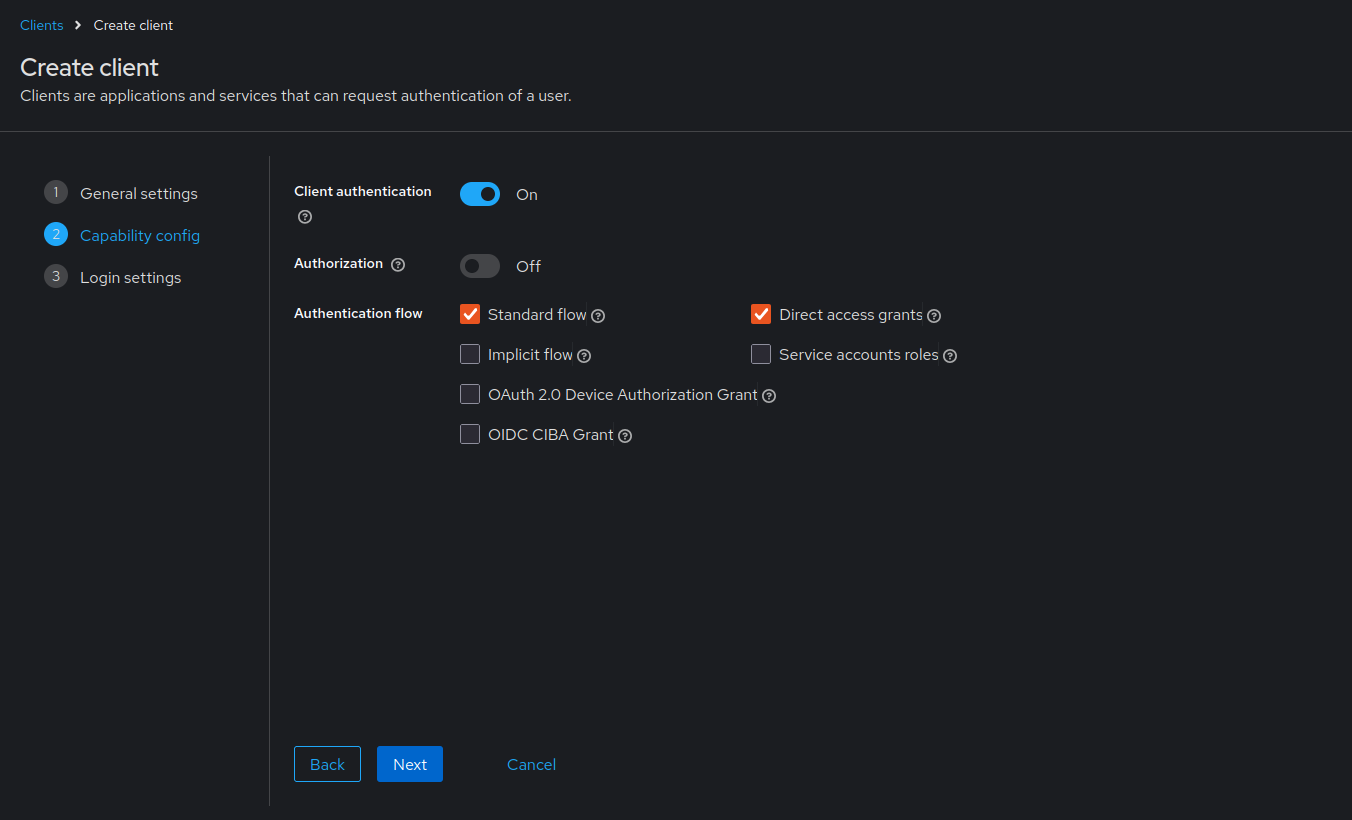 Clients > Create client
Create client
Clients are applications and services that can request authentication of a user.
1 General settings
2 Capability config
3 Login settings
Client authentication
On
Authorization
Off
Authentication flow
Standard flow
Direct access grants
Implicit flow
Service accounts roles
OAuth 2.0 Device Authorization Grant
OIDC CIBA Grant
Back
Next
Cancel